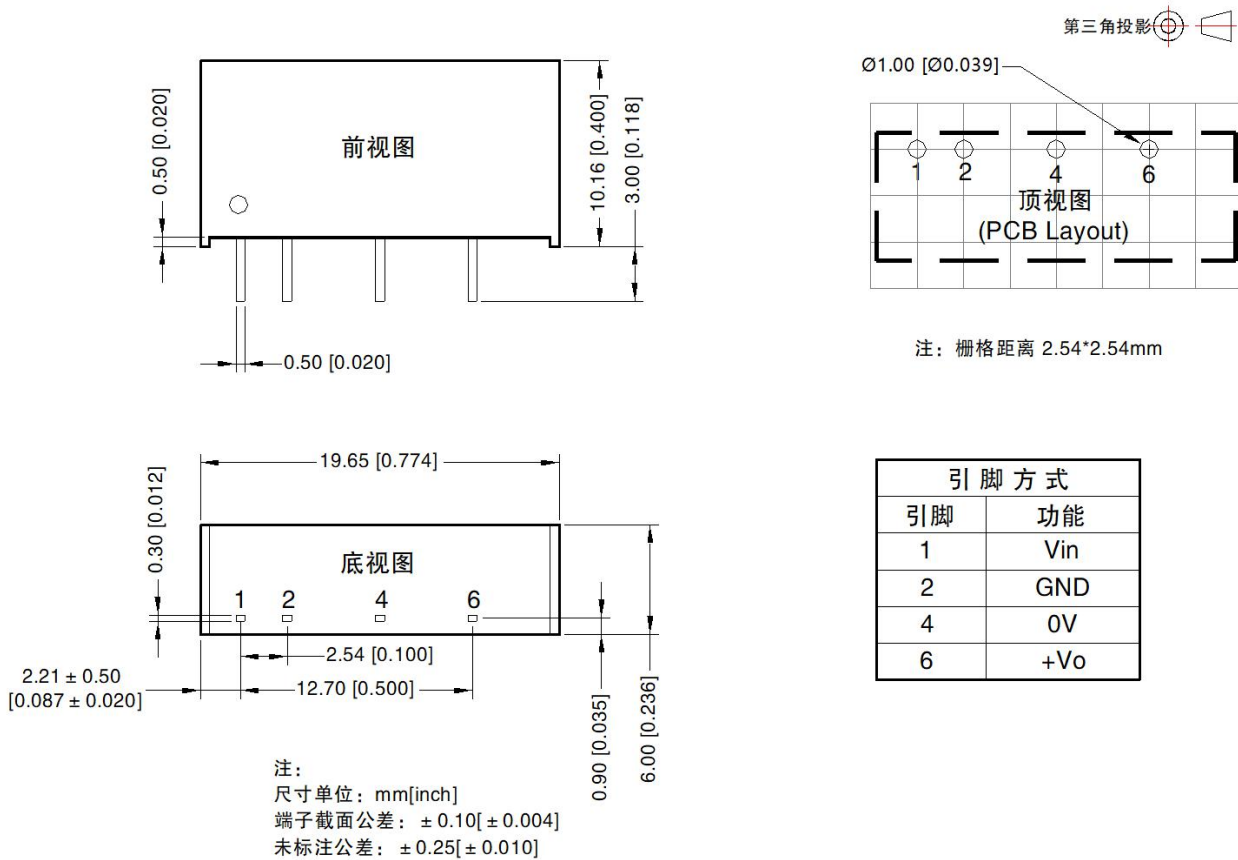 第三角投影
Ø1.00 [Ø0.039]
0.50 [0.020]
前视图
10.16 [0.400]
3.00 [0.118]
0.50 [0.020]
1 2 4 6
顶视图
(PCB Layout)
注：栅格距离 2.54*2.54mm
19.65 [0.774]
0.30 [0.012]
底视图
1 2 4 6
2.54 [0.100]
12.70 [0.500]
2.21 ± 0.50
[0.087 ± 0.020]
0.90 [0.035]
6.00 [0.236]
引 脚 方 式
引脚 功能
1 Vin
2 GND
4 0V
6 +Vo
注：
尺寸单位：mm[inch]
端子截面公差：± 0.10[ ± 0.004]
未标注公差：± 0.25[ ± 0.010]